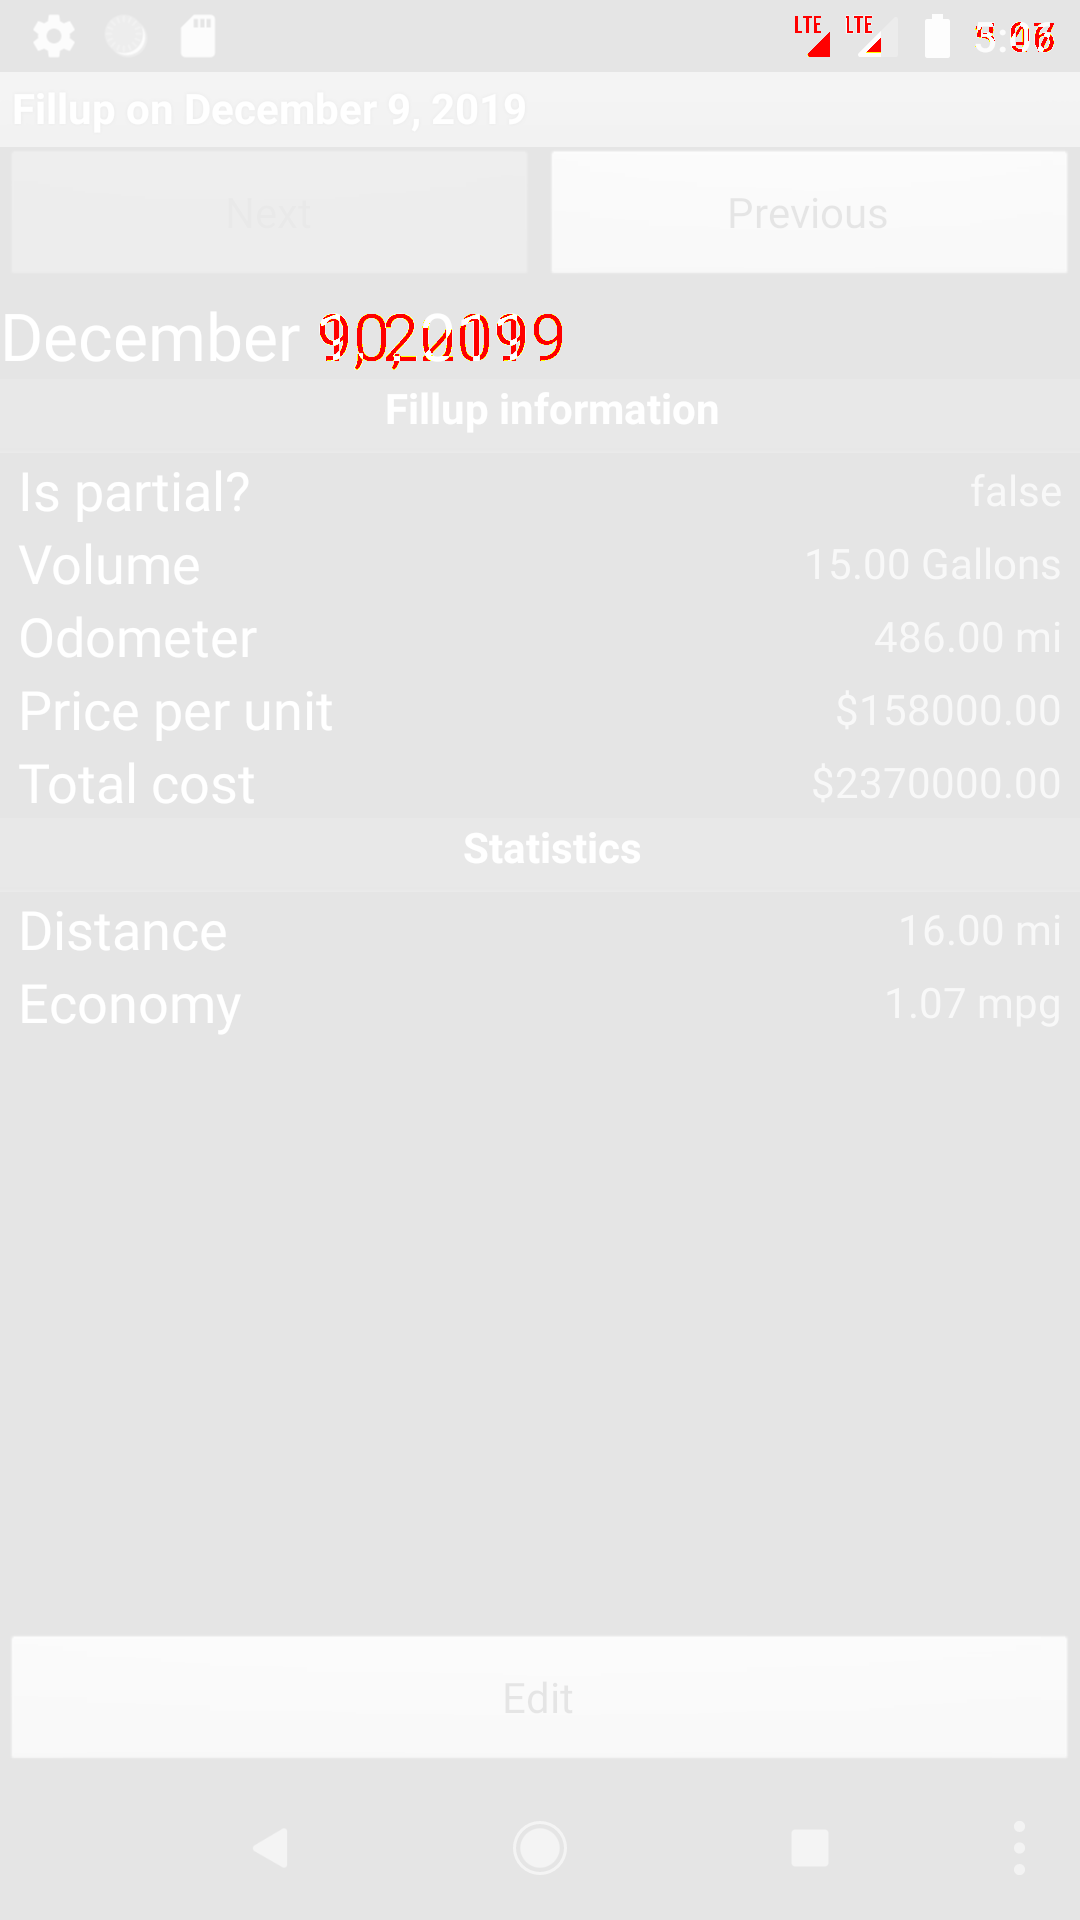 LTE LTE
Fillup on December 9, 2019
Next Previous
December
Fillup information
Is partial? false
Volume 15.00 Gallons
Odometer 486.00 mi
Price per unit $158000.00
Total cost $2370000.00
Statistics
Distance 16.00 mi
Economy 1.07 mpg
Edit